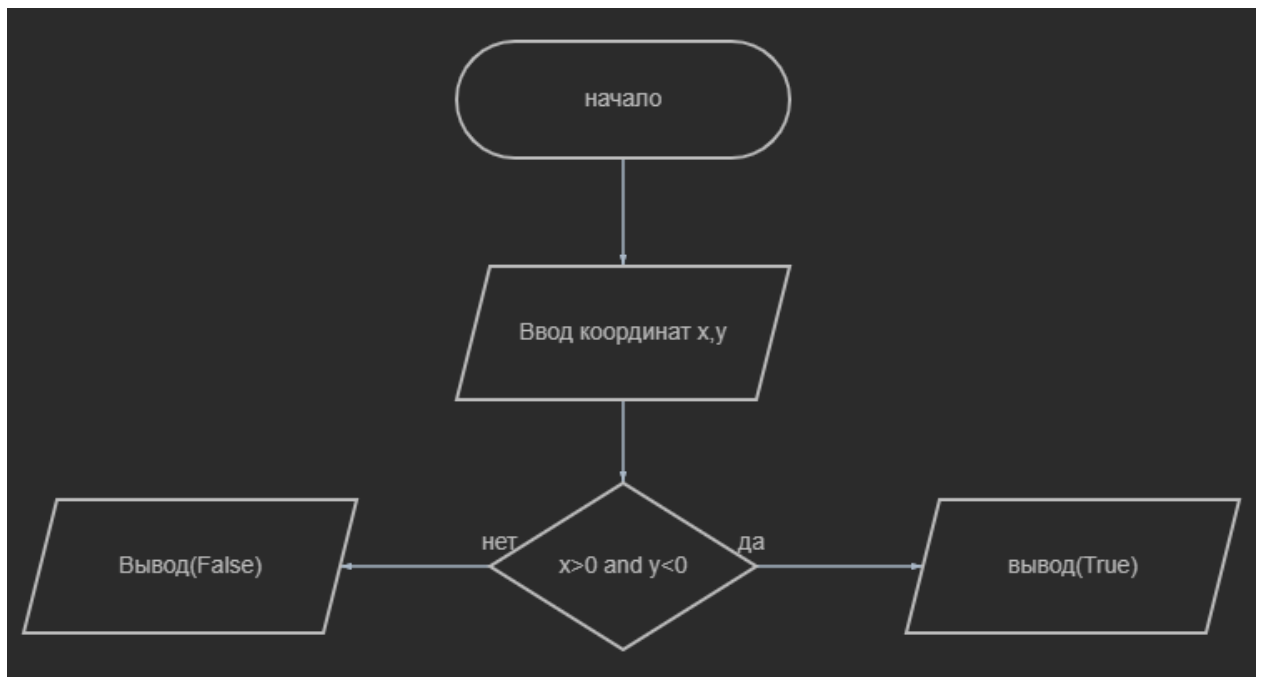 начало
Ввод координат x,y
нет
да
Вывод(False)
x>0 and y<0
вывод(True)